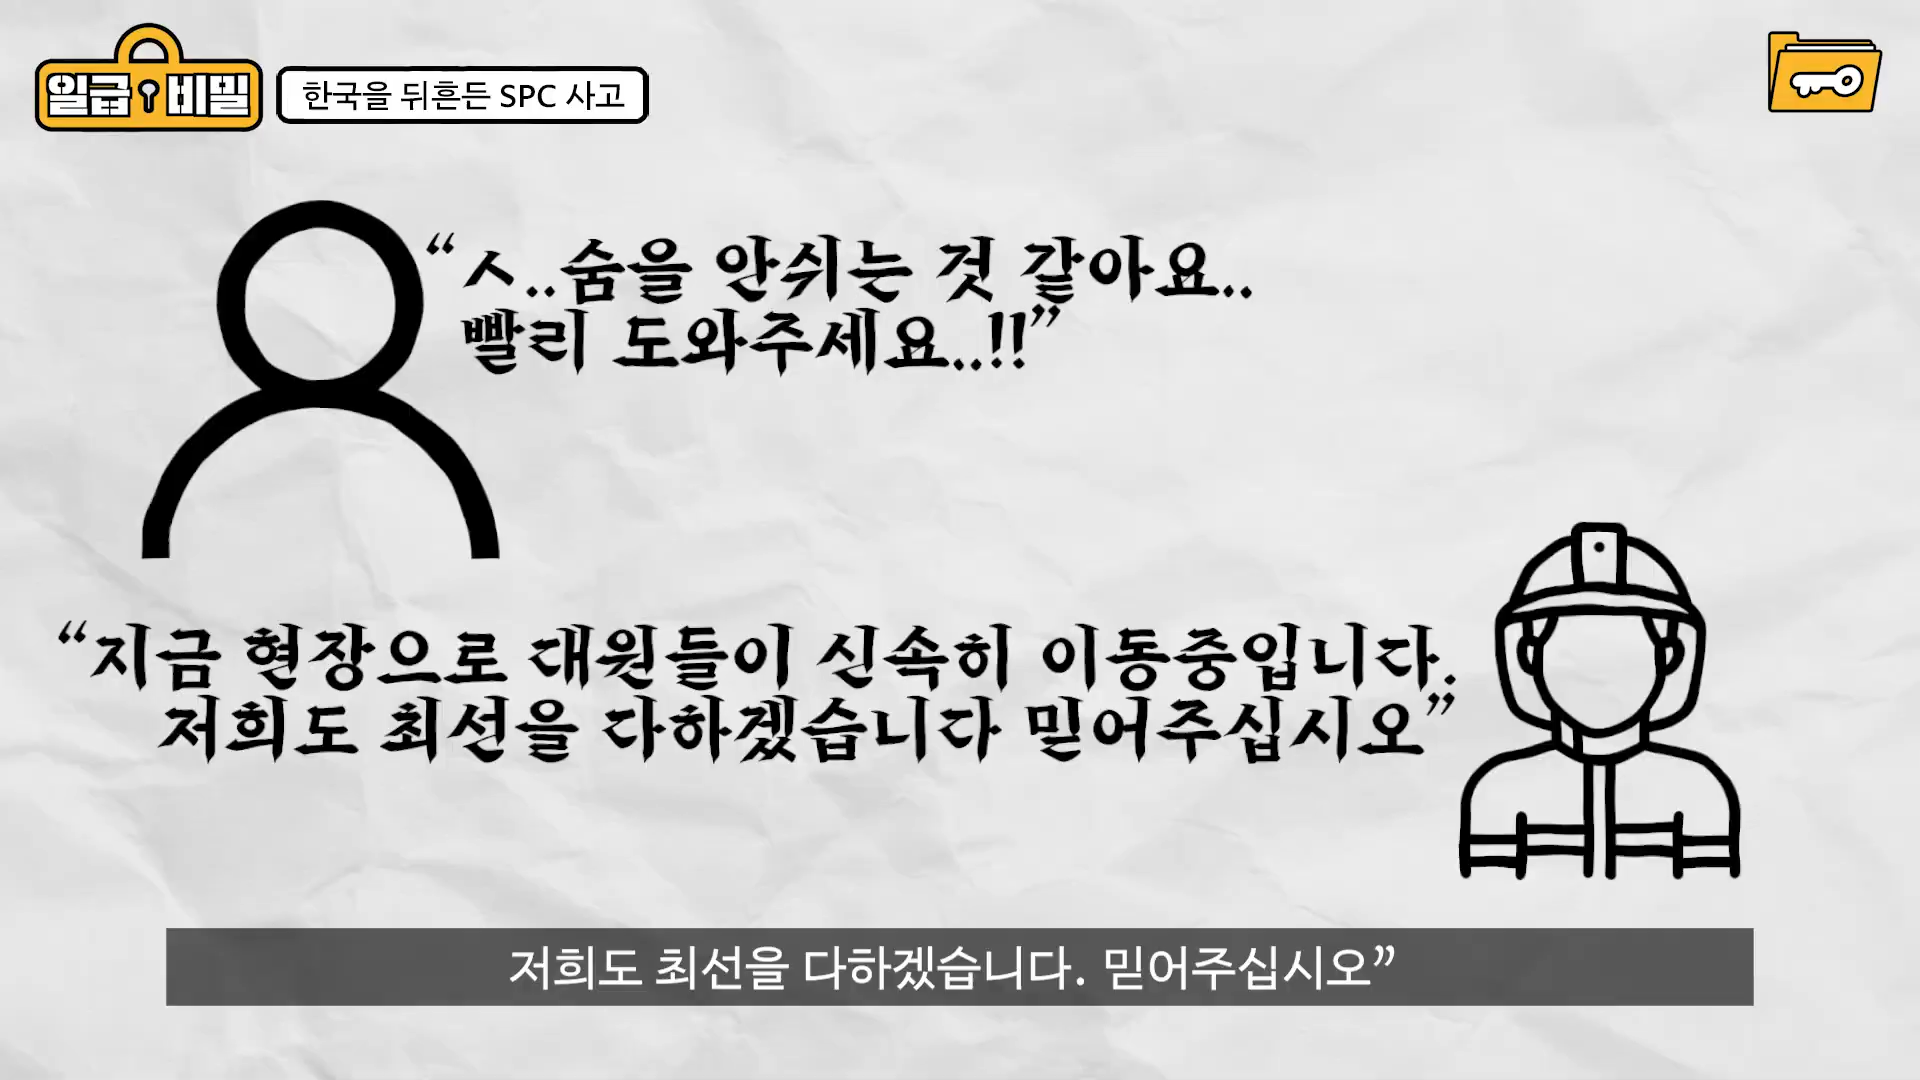 일급비밀
한국을 뒤흔든 SPC 사고
“ㅅ..숨을 안쉬는 것 같아요..
빨리 도와주세요..!!”
“지금 현장으로 대원들이 신속히 이동중입니다.
저희도 최선을 다하겠습니다 믿어주십시오”
저희도 최선을 다하겠습니다. 믿어주십시오”